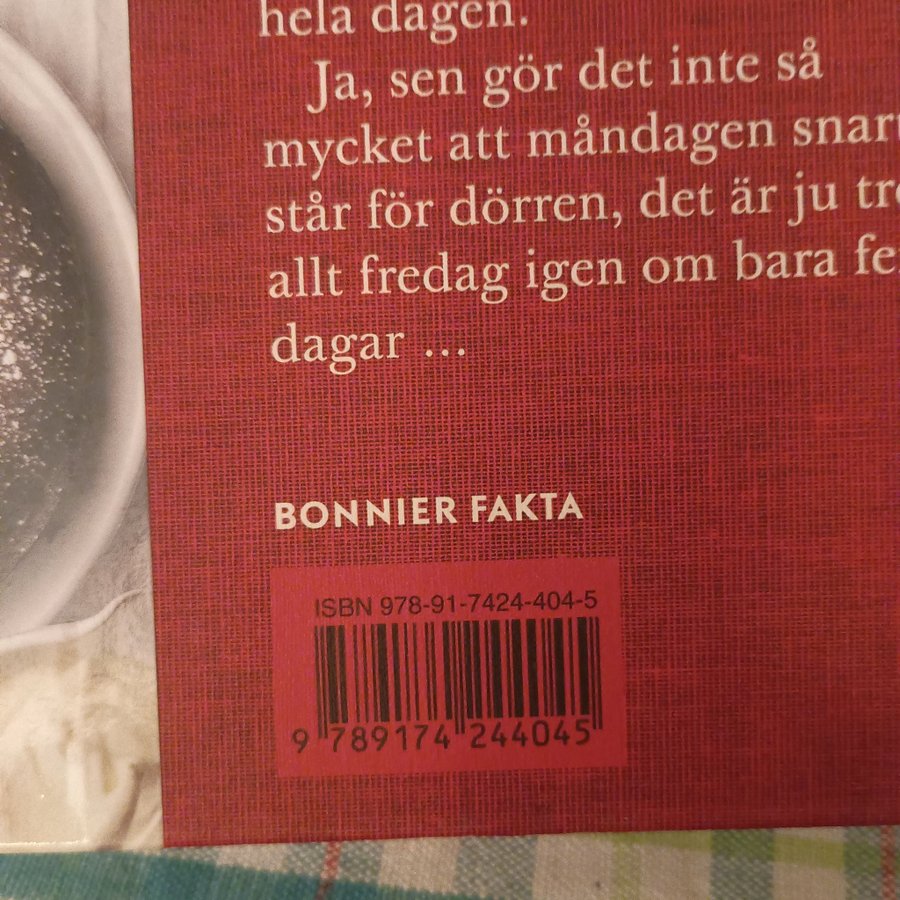 hela dagen.
Ja, sen gör det inte så
mycket att måndagen
står för dörren, det är ju
allt fredag igen om bara
dagar ...
BONNIER FAKTA
ISBN 978-91-7424-404-5
9 789174 244045